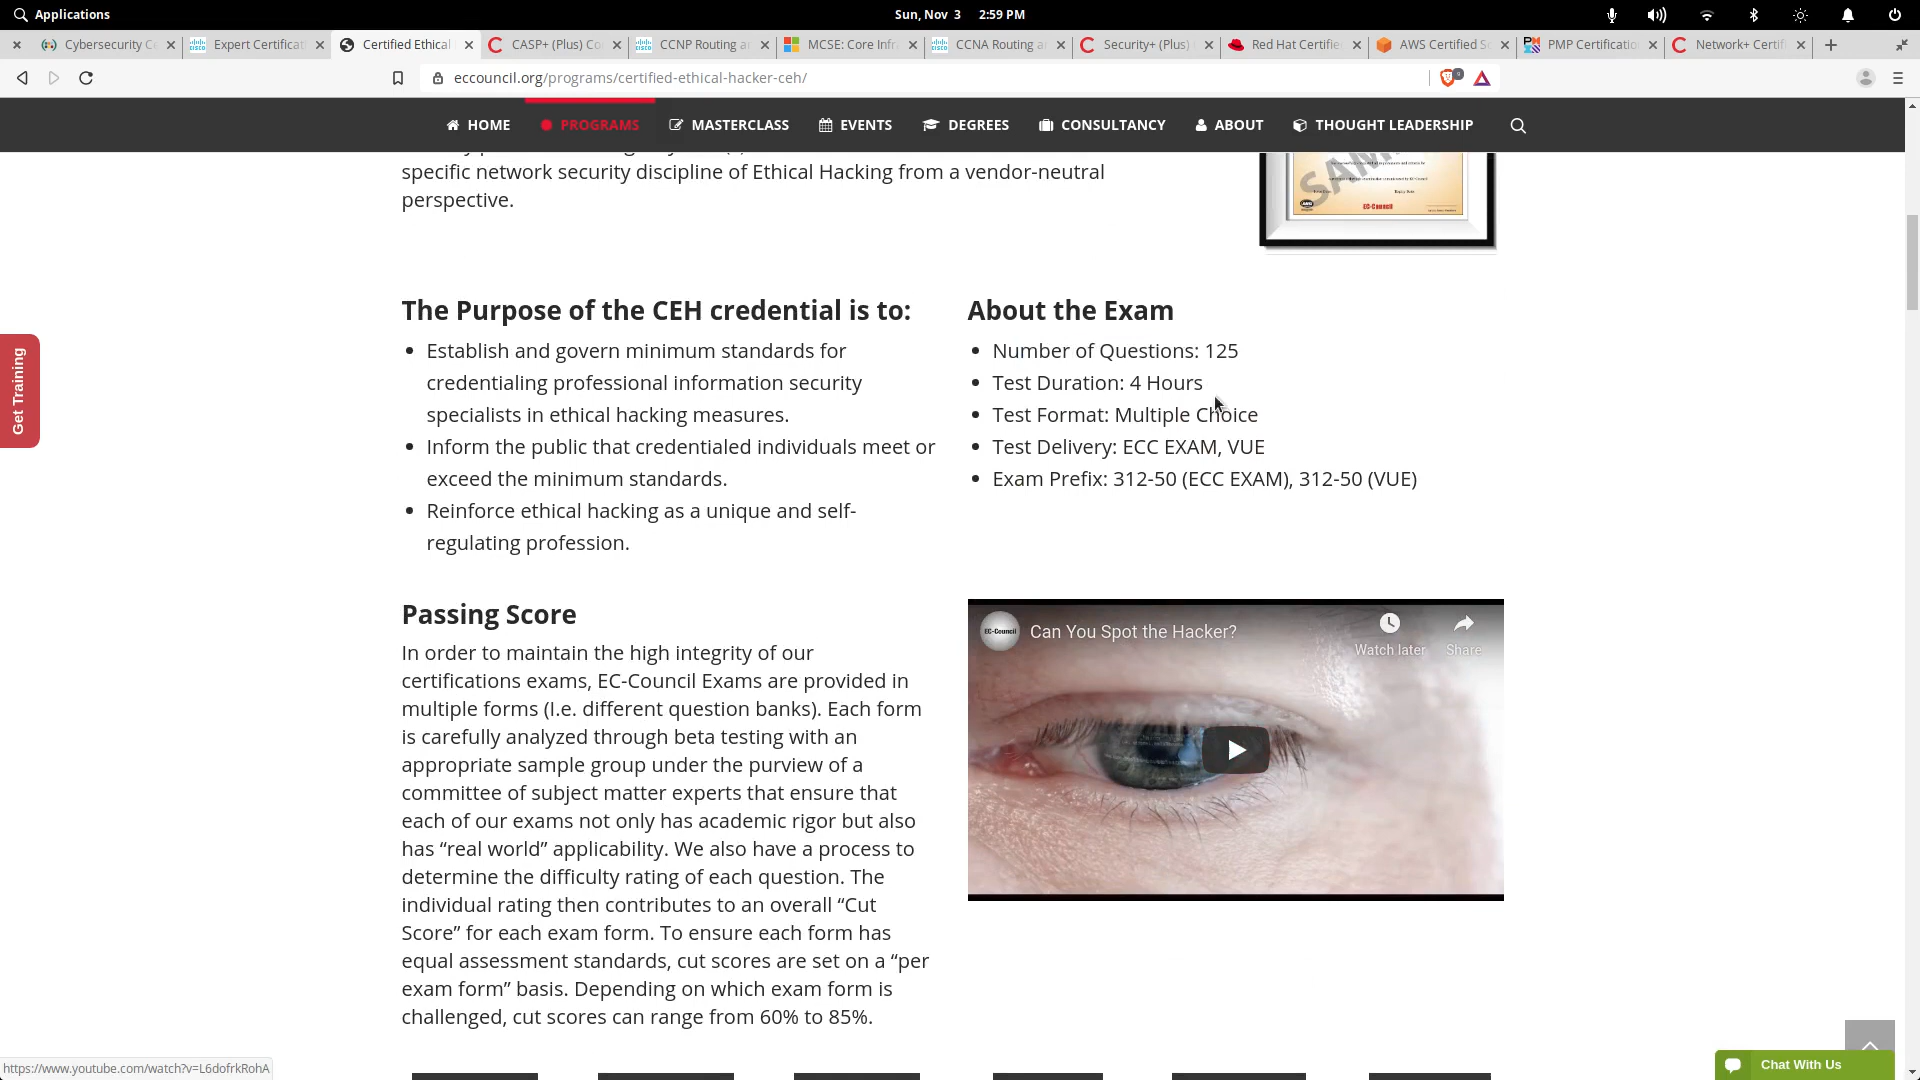 Applications
Sun, Nov 3 2:59 PM
Cybersecurity C
Expert Certificat
Certified Ethical
CASP+ (Plus) Co
CCNP Routing a
MCSE: Core Infr
CCNA Routing a
Security+ (Plus)
Red Hat Certifie
AWS Certified S
PMP Certificatio
Network+ Certif
eccouncil.org/programs/certified-ethical-hacker-ceh/
HOME PROGRAMS MASTERCLASS EVENTS DEGREES CONSULTANCY ABOUT THOUGHT LEADERSHIP
specific network security discipline of Ethical Hacking from a vendor-neutral
perspective.
SAM
EC-Council
Get Training
The Purpose of the CEH credential is to:
• Establish and govern minimum standards for
credentialing professional information security
specialists in ethical hacking measures.
• Inform the public that credentialed individuals meet or
exceed the minimum standards.
• Reinforce ethical hacking as a unique and self-
regulating profession.
About the Exam
• Number of Questions: 125
• Test Duration: 4 Hours
• Test Format: Multiple Choice
• Test Delivery: ECC EXAM, VUE
• Exam Prefix: 312-50 (ECC EXAM), 312-50 (VUE)
Passing Score
In order to maintain the high integrity of our
certifications exams, EC-Council Exams are provided in
multiple forms (I.e. different question banks). Each form
is carefully analyzed through beta testing with an
appropriate sample group under the purview of a
committee of subject matter experts that ensure that
each of our exams not only has academic rigor but also
has “real world” applicability. We also have a process to
determine the difficulty rating of each question. The
individual rating then contributes to an overall “Cut
Score” for each exam form. To ensure each form has
equal assessment standards, cut scores are set on a “per
exam form” basis. Depending on which exam form is
challenged, cut scores can range from 60% to 85%.
EC-Council
Can You Spot the Hacker?
Watch later
Share
https://www.youtube.com/watch?v=L6dofrkRohA
Chat With Us